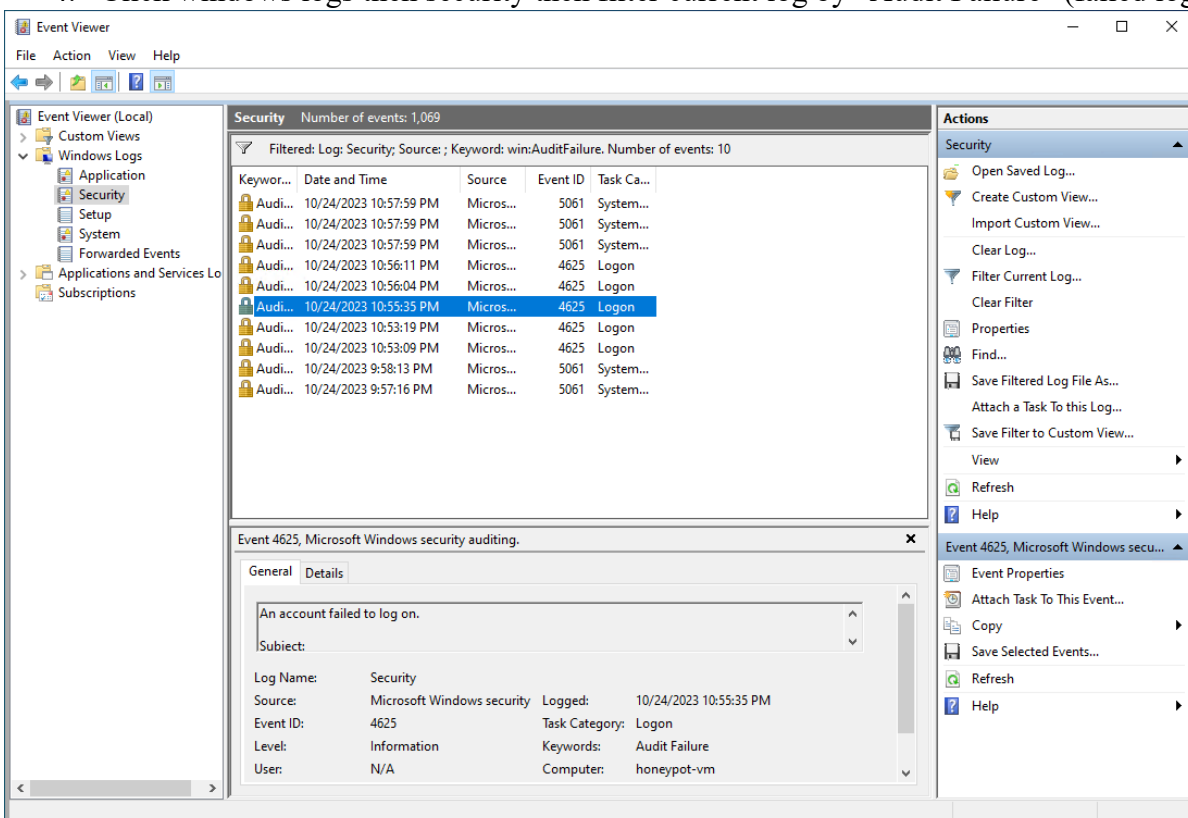 Event Viewer
File Action View Help
Event Viewer (Local)
Custom Views
Windows Logs
Application
Security
Setup
System
Forwarded Events
Applications and Services Lo
Subscriptions
Security Number of events: 1,069
Filtered: Log: Security; Source: ; Keyword: win:AuditFailure. Number of events: 10
Keywor... Date and Time Source Event ID Task Ca...
Audi... 10/24/2023 10:57:59 PM Micros... 5061 System...
Audi... 10/24/2023 10:57:59 PM Micros... 5061 System...
Audi... 10/24/2023 10:57:59 PM Micros... 5061 System...
Audi... 10/24/2023 10:56:11 PM Micros... 4625 Logon
Audi... 10/24/2023 10:56:04 PM Micros... 4625 Logon
Audi... 10/24/2023 10:55:35 PM Micros... 4625 Logon
Audi... 10/24/2023 10:53:19 PM Micros... 4625 Logon
Audi... 10/24/2023 10:53:09 PM Micros... 4625 Logon
Audi... 10/24/2023 9:58:13 PM Micros... 5061 System...
Audi... 10/24/2023 9:57:16 PM Micros... 5061 System...
Event 4625, Microsoft Windows security auditing.
General Details
An account failed to log on.
Subject:
Log Name: Security
Source: Microsoft Windows security Logged: 10/24/2023 10:55:35 PM
Event ID: 4625 Task Category: Logon
Level: Information Keywords: Audit Failure
User: N/A Computer: honeypot-vm
Actions
Security
Open Saved Log...
Create Custom View...
Import Custom View...
Clear Log...
Filter Current Log...
Clear Filter
Properties
Find...
Save Filtered Log File As...
Attach a Task To this Log...
Save Filter to Custom View...
View
Refresh
Help
Event 4625, Microsoft Windows secu...
Event Properties
Attach Task To This Event...
Copy
Save Selected Events...
Refresh
Help